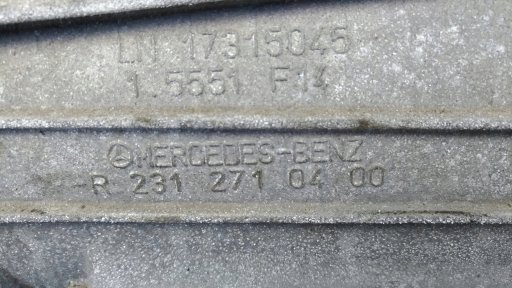 LN 17315045
1.5551 F14
MERCEDES-BENZ
R 231 271 04 00